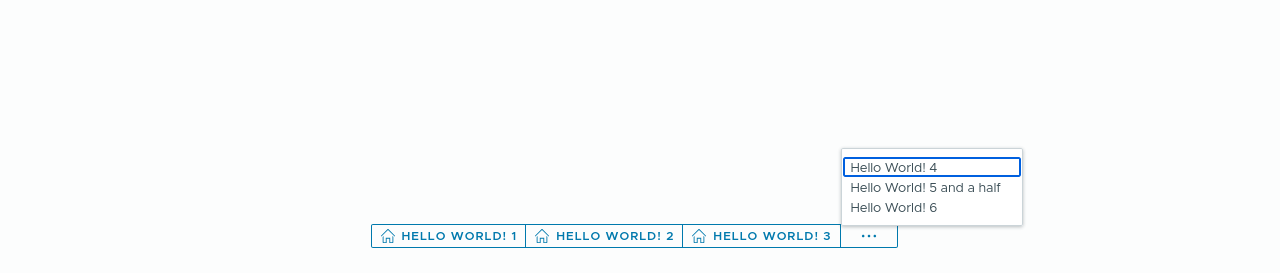 Hello World! 4
Hello World! 5 and a half
Hello World! 6
HELLO WORLD! 1 HELLO WORLD! 2 HELLO WORLD! 3 ...